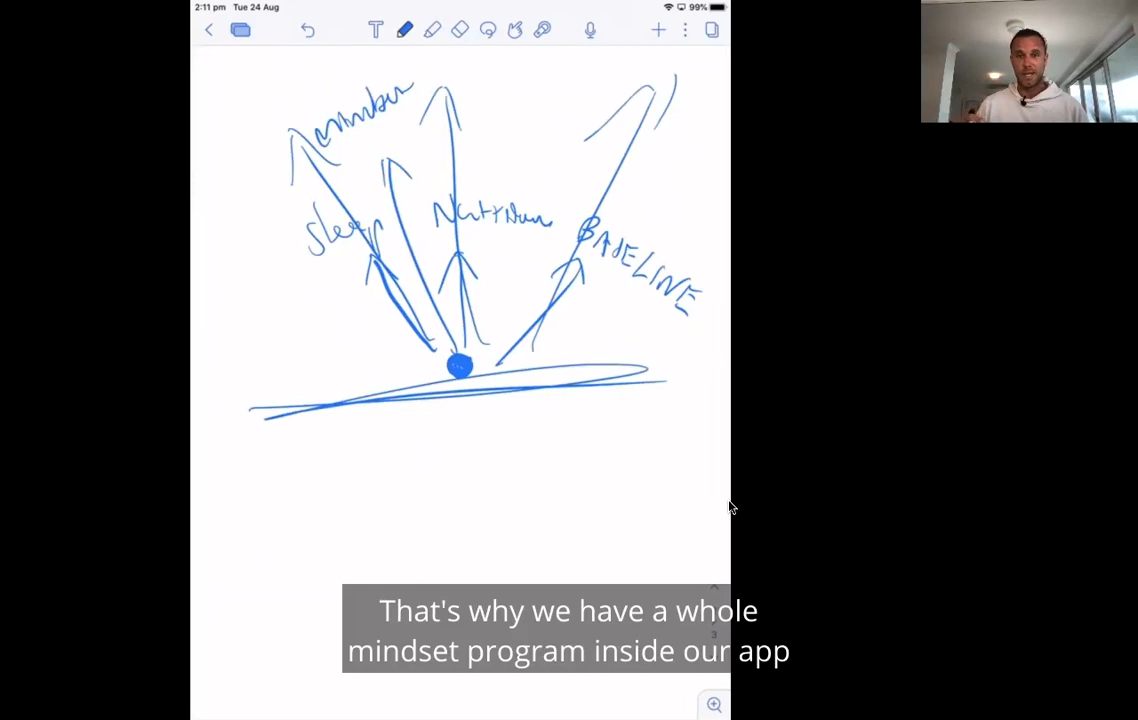 2:11 pm Tue 24 Aug
99%
T
Sleep
Nutrition
BASELINE
3
That's why we have a whole
mindset program inside our app